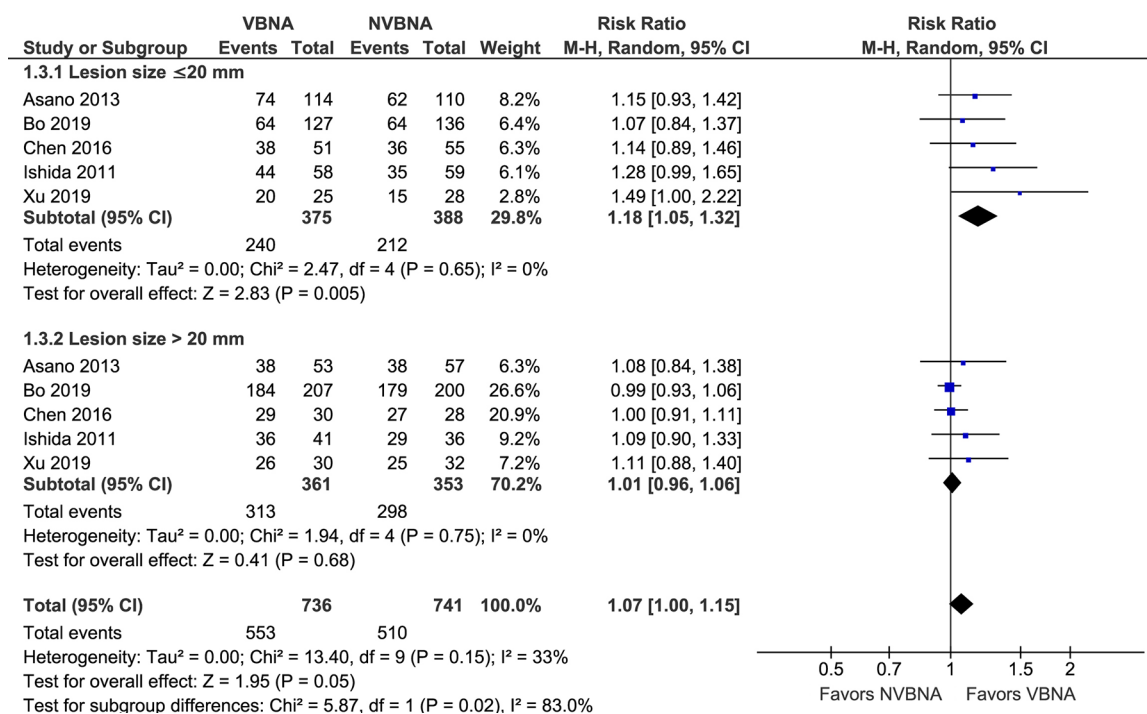 VBNA NVBNA Risk Ratio Risk Ratio
Study or Subgroup Events Total Events Total Weight M-H, Random, 95% CI M-H, Random, 95% CI
1.3.1 Lesion size ≤20 mm
Asano 2013 74 114 62 110 8.2% 1.15 [0.93, 1.42]
Bo 2019 64 127 64 136 6.4% 1.07 [0.84, 1.37]
Chen 2016 38 51 36 55 6.3% 1.14 [0.89, 1.46]
Ishida 2011 44 58 35 59 6.1% 1.28 [0.99, 1.65]
Xu 2019 20 25 15 28 2.8% 1.49 [1.00, 2.22]
Subtotal (95% CI) 375 388 29.8% 1.18 [1.05, 1.32]
Total events 240 212
Heterogeneity: Tau² = 0.00; Chi² = 2.47, df = 4 (P = 0.65); I² = 0%
Test for overall effect: Z = 2.83 (P = 0.005)
1.3.2 Lesion size > 20 mm
Asano 2013 38 53 38 57 6.3% 1.08 [0.84, 1.38]
Bo 2019 184 207 179 200 26.6% 0.99 [0.93, 1.06]
Chen 2016 29 30 27 28 20.9% 1.00 [0.91, 1.11]
Ishida 2011 36 41 29 36 9.2% 1.09 [0.90, 1.33]
Xu 2019 26 30 25 32 7.2% 1.11 [0.88, 1.40]
Subtotal (95% CI) 361 353 70.2% 1.01 [0.96, 1.06]
Total events 313 298
Heterogeneity: Tau² = 0.00; Chi² = 1.94, df = 4 (P = 0.75); I² = 0%
Test for overall effect: Z = 0.41 (P = 0.68)
Total (95% CI) 736 741 100.0% 1.07 [1.00, 1.15]
Total events 553 510
Heterogeneity: Tau² = 0.00; Chi² = 13.40, df = 9 (P = 0.15); I² = 33%
Test for overall effect: Z = 1.95 (P = 0.05)
Test for subgroup differences: Chi² = 5.87, df = 1 (P = 0.02), I² = 83.0%
0.5 0.7 1 1.5 2
Favors NVBNA Favors VBNA